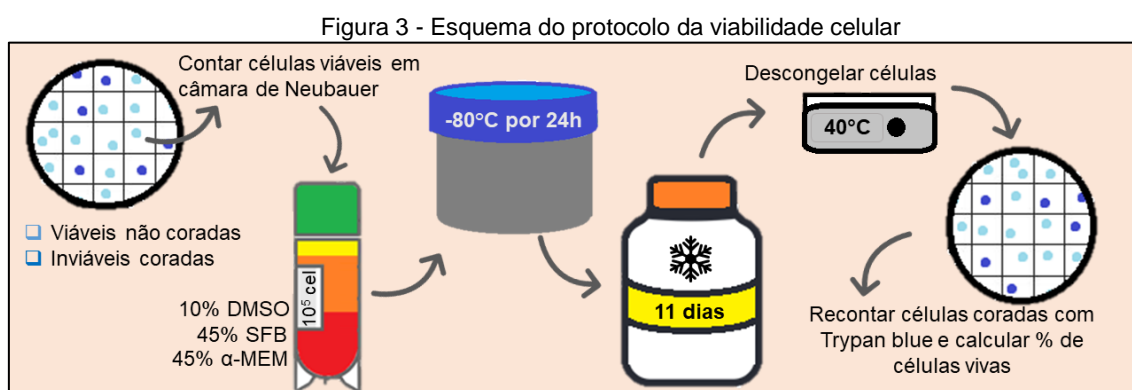 Figura 3 - Esquema do protocolo da viabilidade celular
Contar células viáveis em
câmara de Neubauer
Viáveis não coradas
Inviáveis coradas
10⁵ cel
10% DMSO
45% SFB
45% α-MEM
-80°C por 24h
11 dias
Descongelar células
40°C
Recontar células coradas com
Trypan blue e calcular % de
células vivas